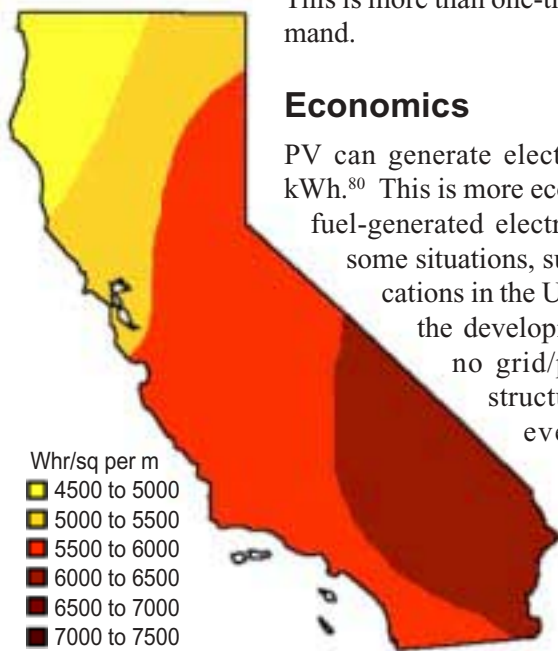 This is more than one-t
mand.
Economics
PV can generate elect
kWh.80 This is more eco
fuel-generated electr
some situations, su
cations in the U
the develop
no grid/p
struct
eve
Whr/sq per m
4500 to 5000
5000 to 5500
5500 to 6000
6000 to 6500
6500 to 7000
7000 to 7500